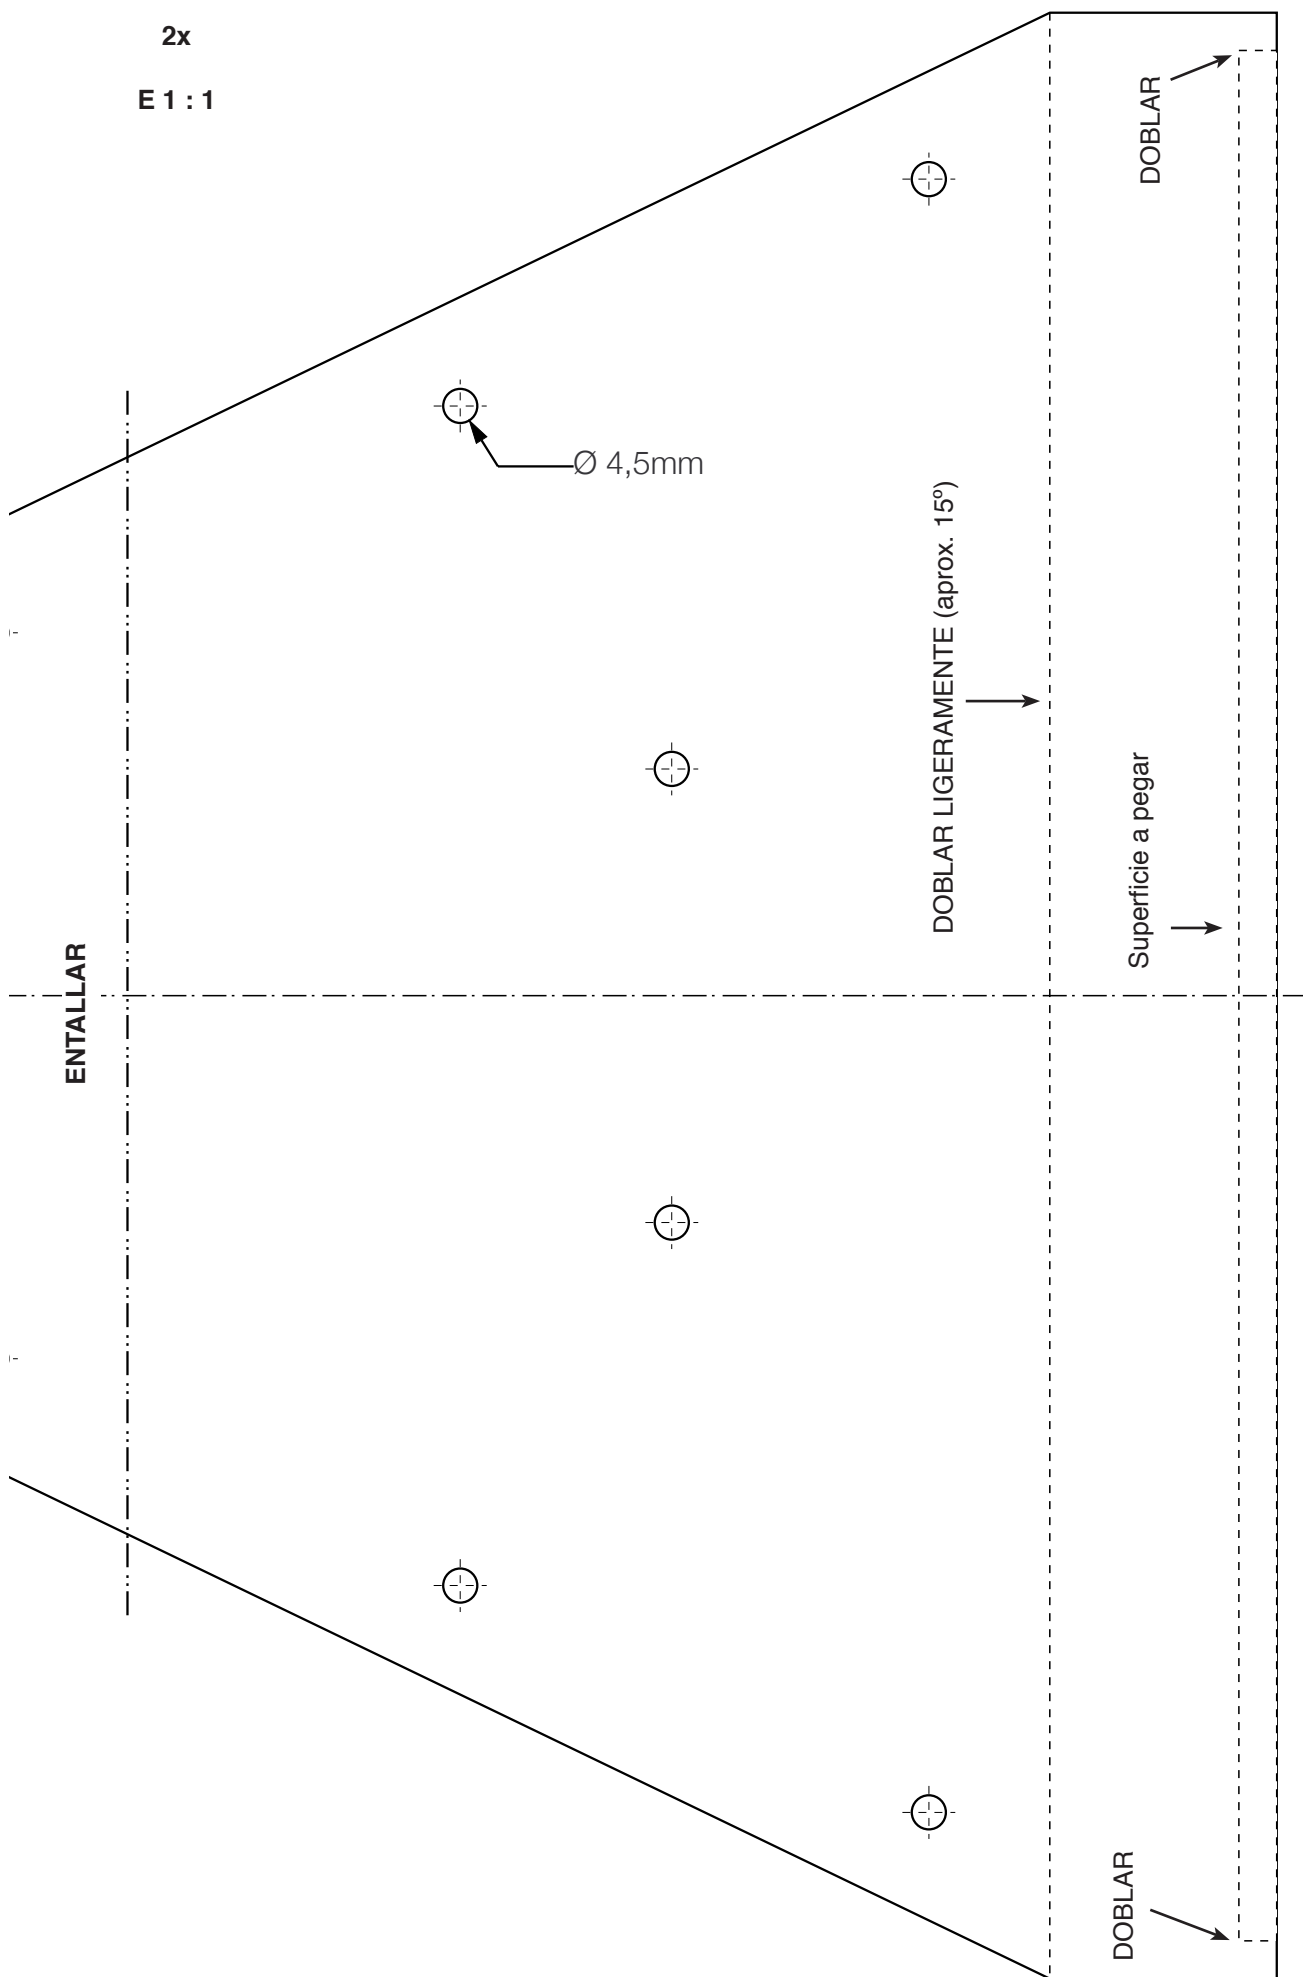 2x
E 1 : 1
DOBLAR
Ø 4,5mm
DOBLAR LIGERAMENTE (aprox. 15º)
Superficie a pegar
ENTALLAR
DOBLAR